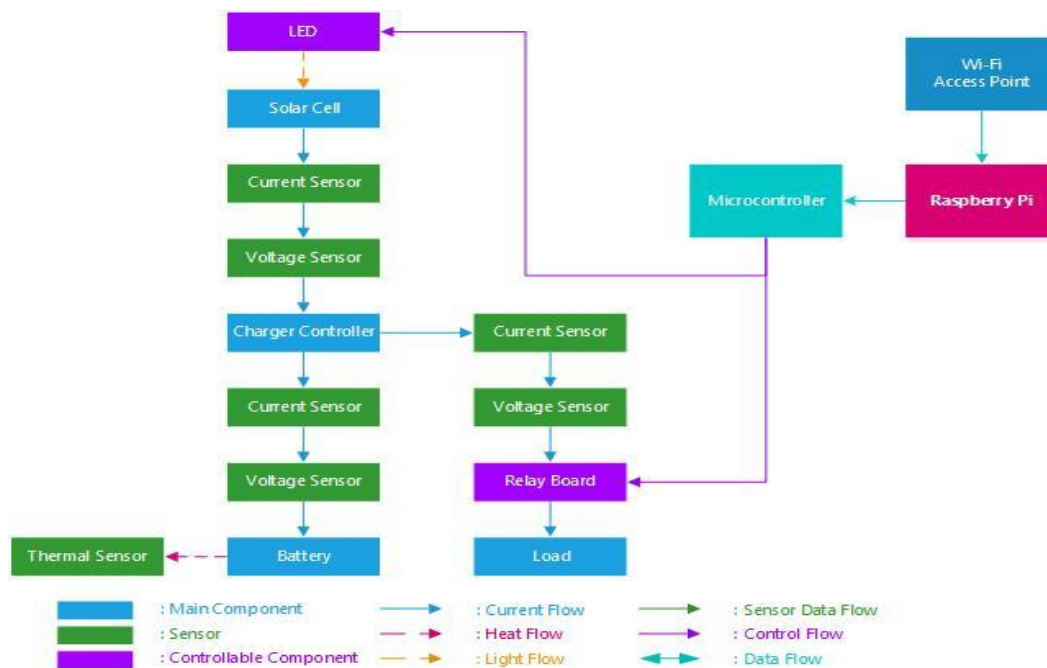 LED
Wi-Fi
Access Point
Solar Cell
Current Sensor
Microcontroller
Raspberry Pi
Voltage Sensor
Charger Controller
Current Sensor
Current Sensor
Voltage Sensor
Voltage Sensor
Relay Board
Thermal Sensor
Battery
Load
: Main Component
: Current Flow
: Sensor Data Flow
: Sensor
: Heat Flow
: Control Flow
: Controllable Component
: Light Flow
: Data Flow